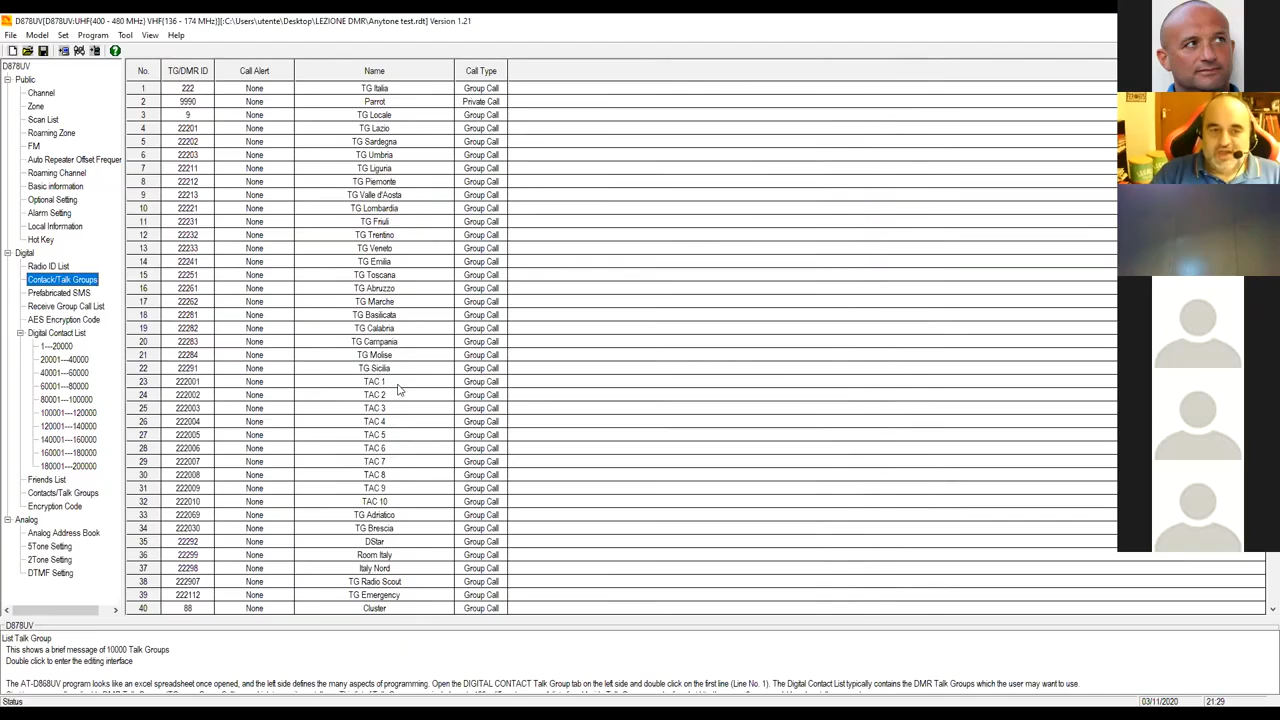 D878UV[D878UV:UHF{400 - 480 MHz} VHF{136 - 174 MHz}][:C:\Users\utente\Desktop\LEZIONE DMR\Anytone test.rdt] Version 1.21
File Model Set Program Tool View Help
D878UV
Public
Channel
Zone
Scan List
Roaming Zone
FM
Auto Repeater Offset Frequer
Roaming Channel
Basic information
Optional Setting
Alarm Setting
Local Information
Hot Key
Digital
Radio ID List
Contack/Talk Groups
Prefabricated SMS
Receive Group Call List
AES Encryption Code
Digital Contact List
1---20000
20001---40000
40001---60000
60001---80000
80001---100000
100001---120000
120001---140000
140001---160000
160001---180000
180001---200000
Friends List
Contacts/Talk Groups
Encryption Code
Analog
Analog Address Book
5Tone Setting
2Tone Setting
DTMF Setting
No. TG/DMR ID Call Alert Name Call Type
1 222 None TG Italia Group Call
2 9990 None Parrot Private Call
3 9 None TG Locale Group Call
4 22201 None TG Lazio Group Call
5 22202 None TG Sardegna Group Call
6 22203 None TG Umbria Group Call
7 22211 None TG Liguria Group Call
8 22212 None TG Piemonte Group Call
9 22213 None TG Valle d'Aosta Group Call
10 22221 None TG Lombardia Group Call
11 22231 None TG Friuli Group Call
12 22232 None TG Trentino Group Call
13 22233 None TG Veneto Group Call
14 22241 None TG Emilia Group Call
15 22251 None TG Toscana Group Call
16 22261 None TG Abruzzo Group Call
17 22262 None TG Marche Group Call
18 22281 None TG Basilicata Group Call
19 22282 None TG Calabria Group Call
20 22283 None TG Campania Group Call
21 22284 None TG Molise Group Call
22 22291 None TG Sicilia Group Call
23 222001 None TAC 1 Group Call
24 222002 None TAC 2 Group Call
25 222003 None TAC 3 Group Call
26 222004 None TAC 4 Group Call
27 222005 None TAC 5 Group Call
28 222006 None TAC 6 Group Call
29 222007 None TAC 7 Group Call
30 222008 None TAC 8 Group Call
31 222009 None TAC 9 Group Call
32 222010 None TAC 10 Group Call
33 222069 None TG Adriatico Group Call
34 222030 None TG Brescia Group Call
35 22292 None DStar Group Call
36 22299 None Room Italy Group Call
37 22298 None Italy Nord Group Call
38 222907 None TG Radio Scout Group Call
39 222112 None TG Emergency Group Call
40 88 None Cluster Group Call
D878UV
List Talk Group
This shows a brief message of 10000 Talk Groups
Double click to enter the editing interface
The AT-D868UV program looks like an excel spreadsheet once opened, and the left side defines the many aspects of programming. Open the DIGITAL CONTACT Talk Group tab on the left side and double click on the first line (Line No. 1). The Digital Contact List typically contains the DMR Talk Groups which the user may want to use.
Status 03/11/2020 21:29